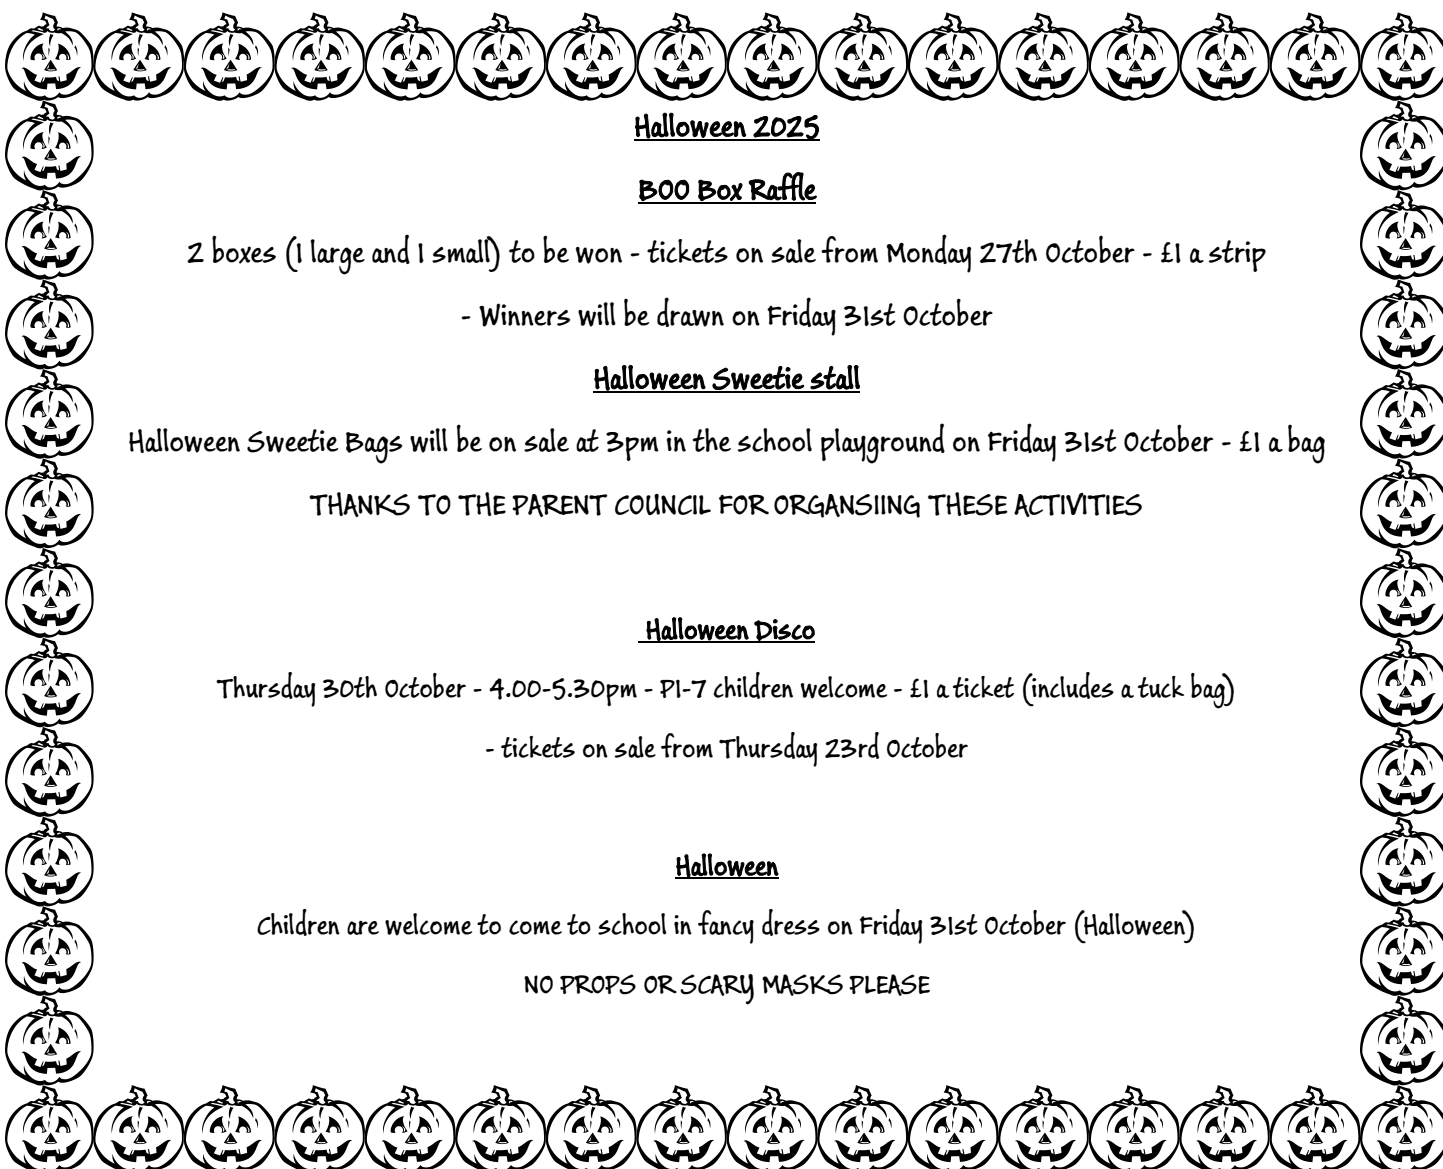 Halloween 2025
BOO Box Raffle
2 boxes (1 large and 1 small) to be won - tickets on sale from Monday 27th October - £1 a strip
- Winners will be drawn on Friday 31st October
Halloween Sweetie stall
Halloween Sweetie Bags will be on sale at 3pm in the school playground on Friday 31st October - £1 a bag
THANKS TO THE PARENT COUNCIL FOR ORGANSIING THESE ACTIVITIES
Halloween Disco
Thursday 30th October - 4.00-5.30pm - P1-7 children welcome - £1 a ticket (includes a tuck bag)
- tickets on sale from Thursday 23rd October
Halloween
Children are welcome to come to school in fancy dress on Friday 31st October (Halloween)
NO PROPS OR SCARY MASKS PLEASE